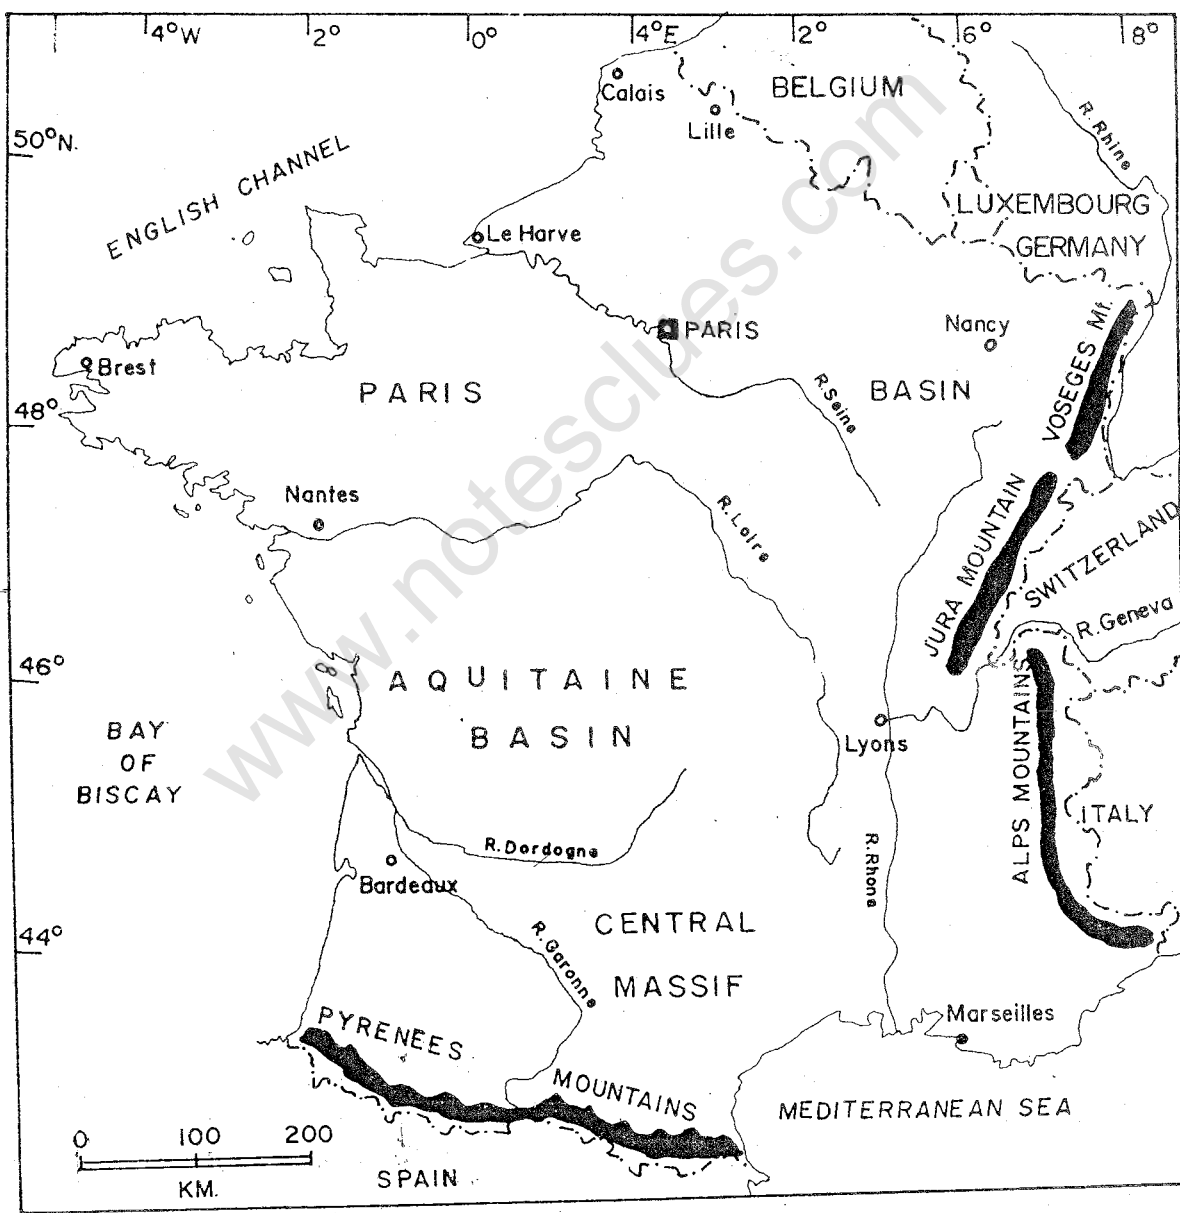 4°W
2°
0°
4°E
2°
6°
8°
50°N.
48°
46°
44°
ENGLISH CHANNEL
Calais
Lille
BELGIUM
R. Rhine
LUXEMBOURG
GERMANY
Le Harve
PARIS
Nancy
VOSEGES Mt.
Brest
PARIS
BASIN
R. Seine
Nantes
R. Loire
JURA MOUNTAIN
SWITZERLAND
R. Geneva
AQUITAINE
BASIN
BAY
OF
BISCAY
Lyons
ALPS MOUNTAINS
ITALY
R. Dordogne
Bardeaux
R. Rhone
CENTRAL
MASSIF
R. Garonne
Marseilles
PYRENEES
MOUNTAINS
MEDITERRANEAN SEA
SPAIN
0 100 200
KM.
www.notesclues.com